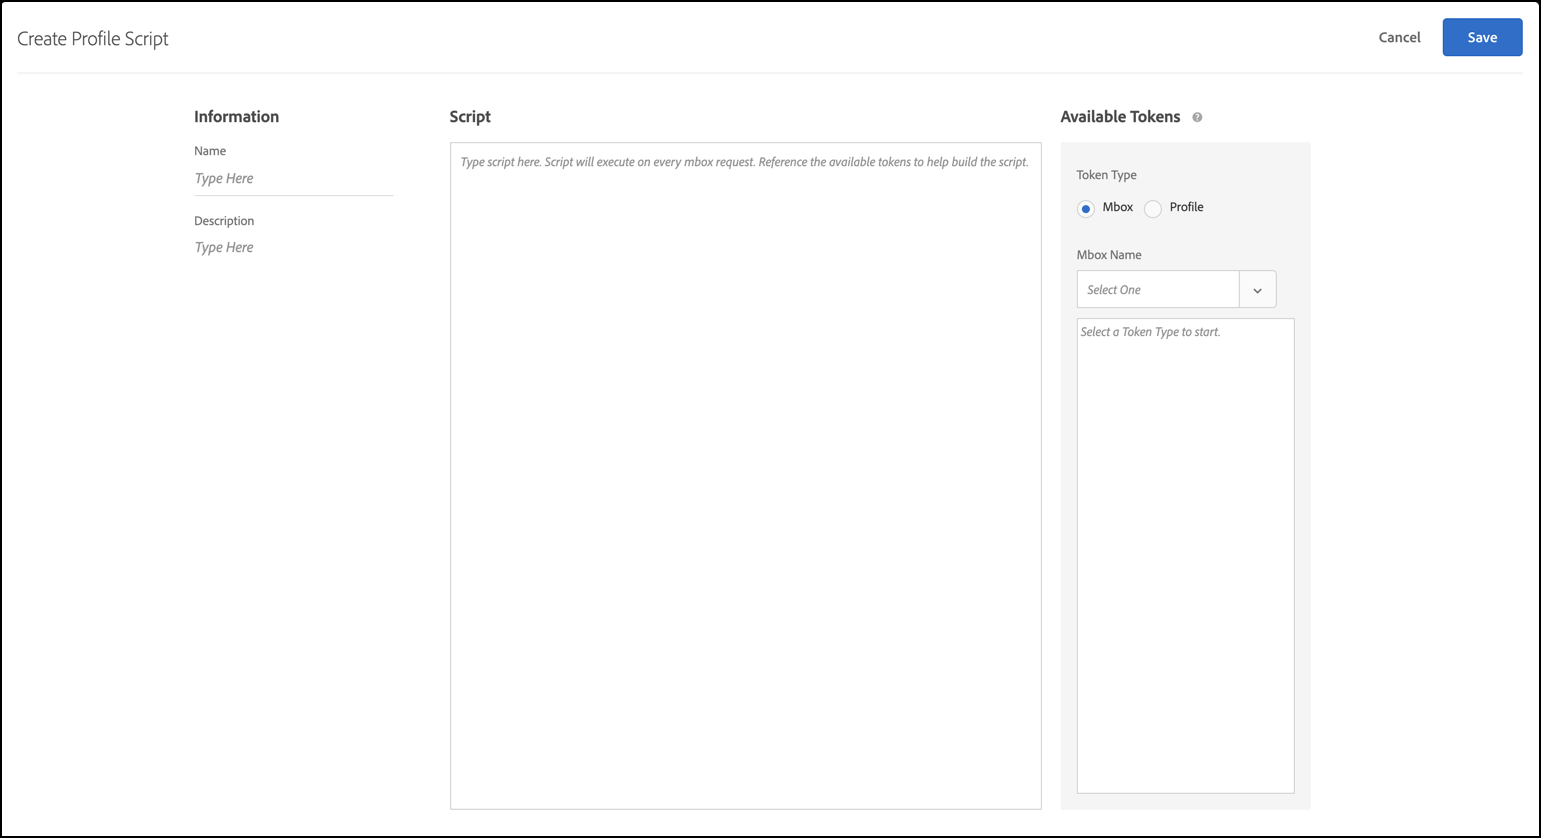 Create Profile Script
Cancel
Save
Information
Name
Type Here
Description
Type Here
Script
Type script here. Script will execute on every mbox request. Reference the available tokens to help build the script.
Available Tokens ?
Token Type
Mbox
Profile
Mbox Name
Select One
Select a Token Type to start.